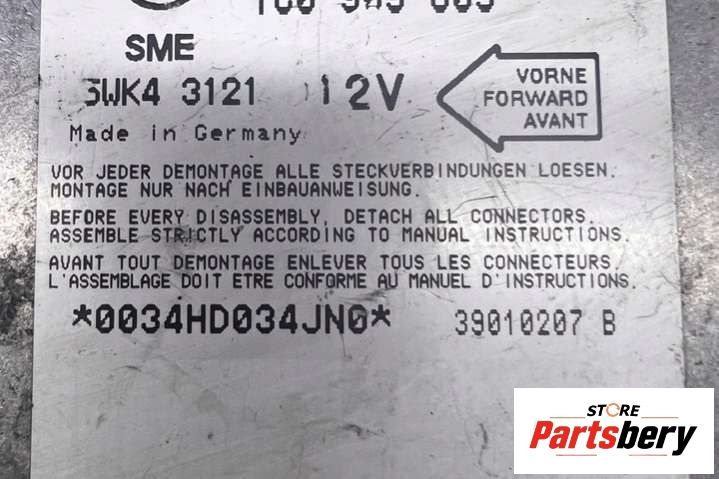 SME
5WK4 3121 12V
VORNE
FORWARD
AVANT
Made in Germany
VOR JEDER DEMONTAGE ALLE STECKVERBINDUNGEN LOESEN.
MONTAGE NUR NACH EINBAUANWEISUNG.
BEFORE EVERY DISASSEMBLY, DETACH ALL CONNECTORS.
ASSEMBLE STRICTLY ACCORDING TO MANUAL INSTRUCTIONS.
AVANT TOUT DEMONTAGE ENLEVER TOUS LES CONNECTEURS.
L'ASSEMBLAGE DOIT ETRE CONFORME AU MANUEL D'INSTRUCTIONS.
*0034HD034JN0* 39010207 B
STORE
Partsbery